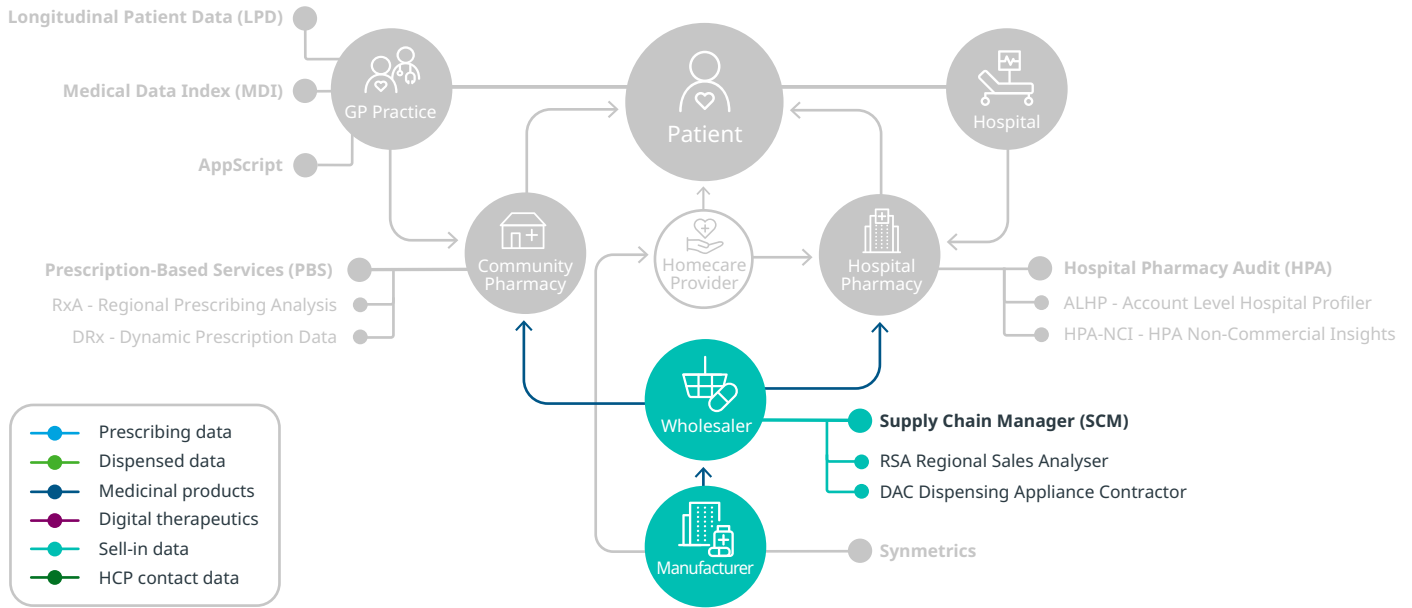 Longitudinal Patient Data (LPD)
Medical Data Index (MDI)
AppScript
GP Practice
Patient
Hospital
Prescription-Based Services (PBS)
RxA - Regional Prescribing Analysis
DRx - Dynamic Prescription Data
Community
Pharmacy
Homecare
Provider
Hospital
Pharmacy
Hospital Pharmacy Audit (HPA)
ALHP - Account Level Hospital Profiler
HPA-NCI - HPA Non-Commercial Insights
Wholesaler
Supply Chain Manager (SCM)
RSA Regional Sales Analyser
DAC Dispensing Appliance Contractor
Manufacturer
Synmetrics
Prescribing data
Dispensed data
Medicinal products
Digital therapeutics
Sell-in data
HCP contact data